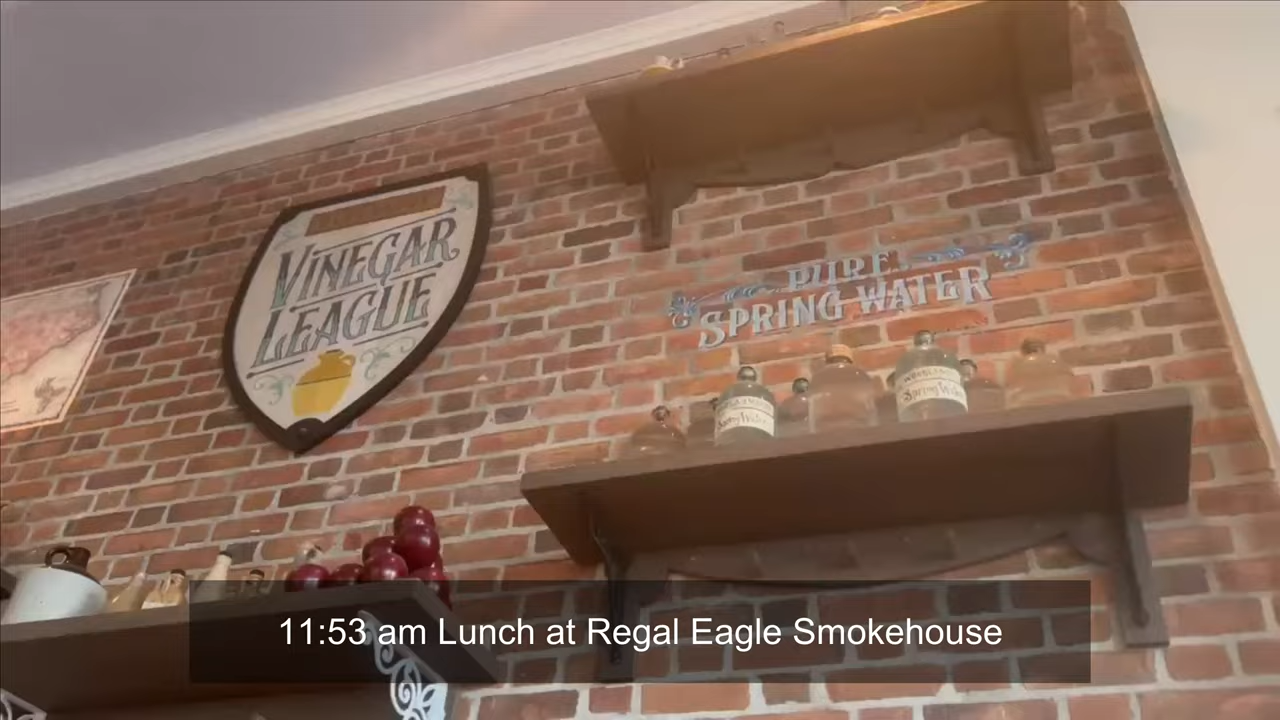 VINEGAR
LEAGUE
PURE
SPRING WATER
Spring Water
Spring Water
11:53 am Lunch at Regal Eagle Smokehouse